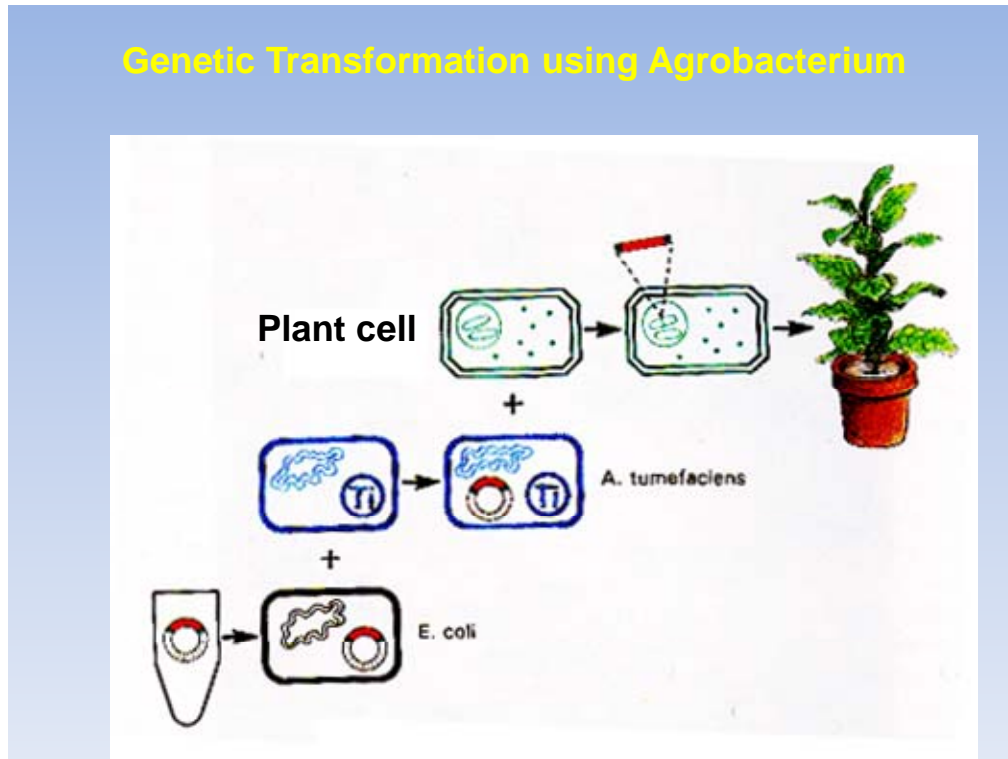 Genetic Transformation using Agrobacterium
Plant cell
+
Ti
Ti
A. tumefaciens
+
E. coli